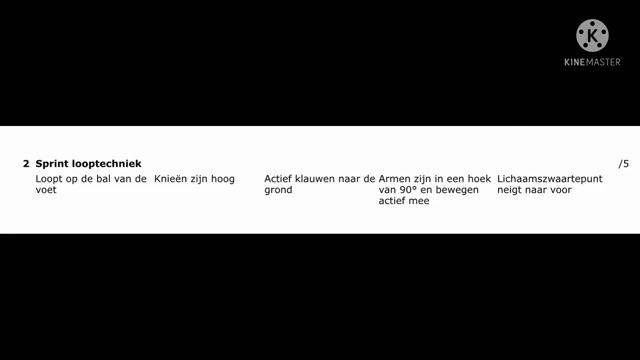 K
KINEMASTER
2 Sprint looptechniek /5
Loopt op de bal van de voet
Knieën zijn hoog
Actief klauwen naar de grond
Armen zijn in een hoek van 90° en bewegen actief mee
Lichaamszwaartepunt neigt naar voor